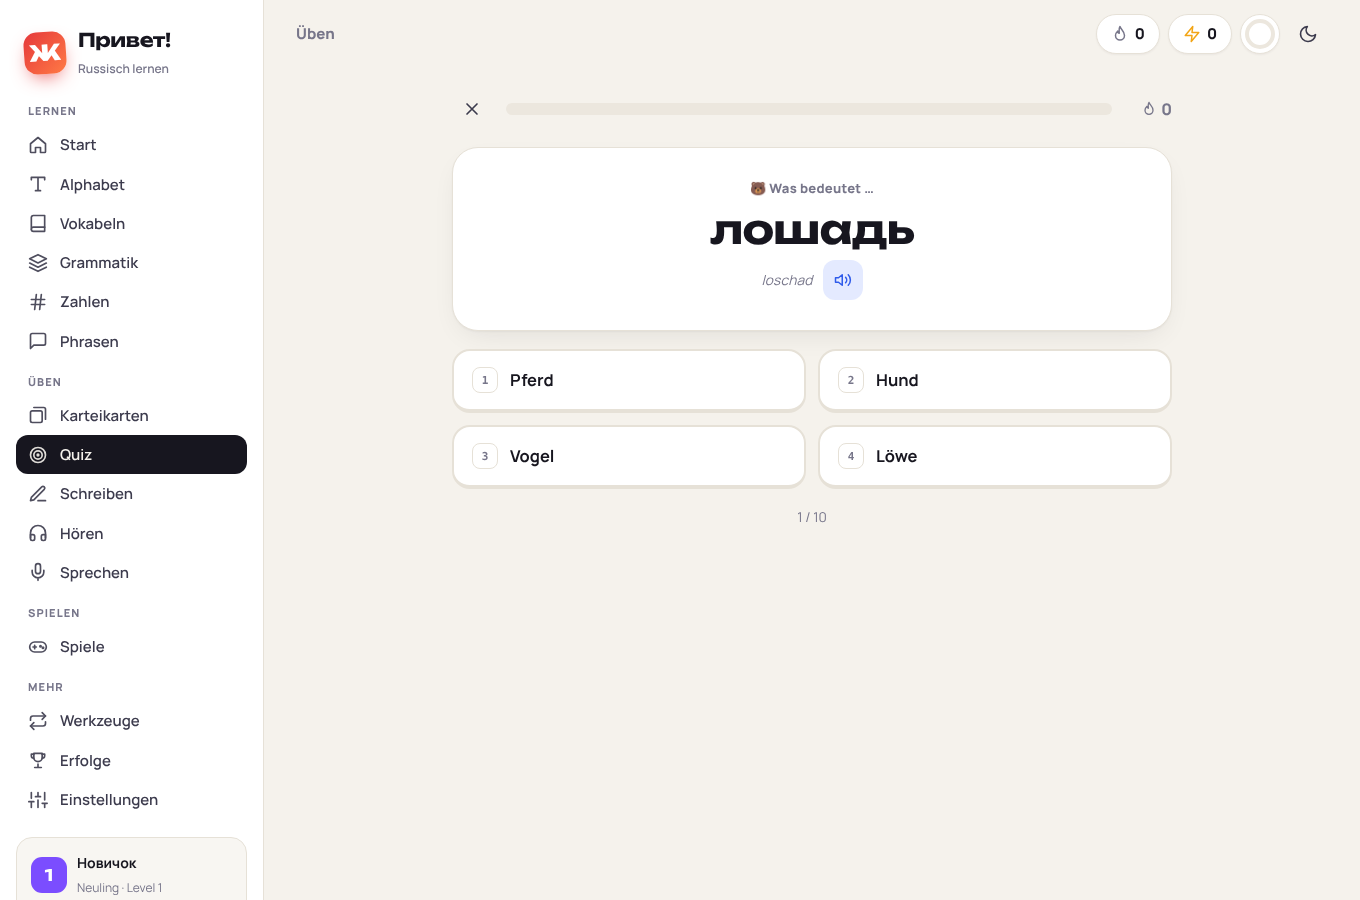 Ж
Привет!
Russisch lernen
LERNEN
Start
Alphabet
Vokabeln
Grammatik
Zahlen
Phrasen
ÜBEN
Karteikarten
Quiz
Schreiben
Hören
Sprechen
SPIELEN
Spiele
MEHR
Werkzeuge
Erfolge
Einstellungen
1
Новичок
Neuling · Level 1
Üben
0
0
0
🐻 Was bedeutet …
лошадь
loschad
1 Pferd
2 Hund
3 Vogel
4 Löwe
1 / 10